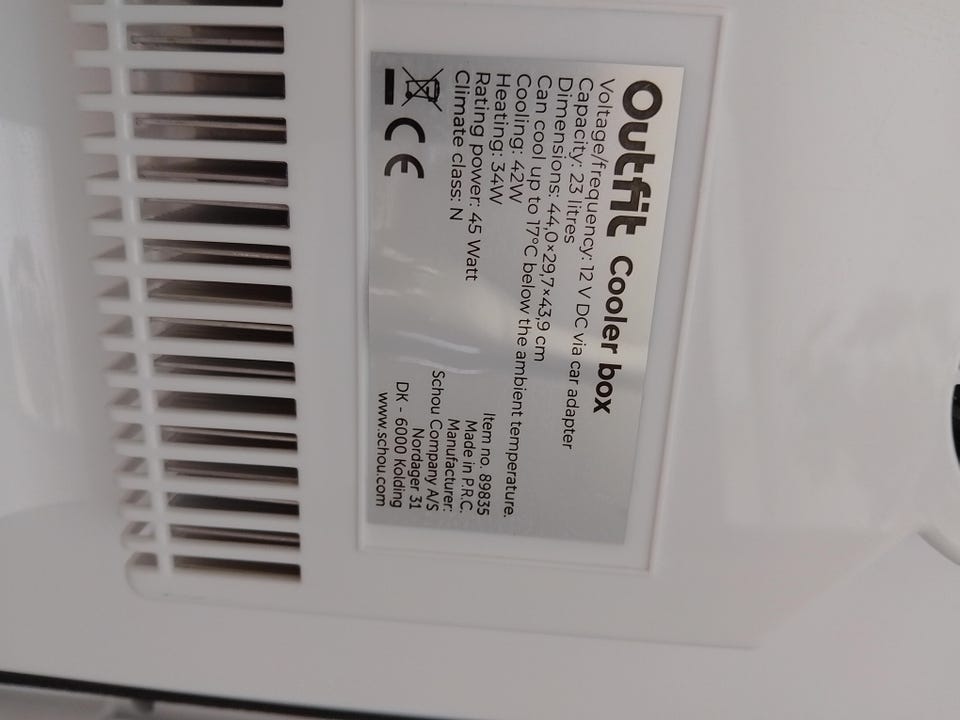 Outfit Cooler box
Voltage/frequency: 12 V DC via car adapter
Capacity: 23 litres
Dimensions: 44,0×29,7×43,9 cm
Can cool up to 17°C below the ambient temperature.
Cooling: 42W
Heating: 34W
Rating power: 45 Watt
Climate class: N
CE
Item no. 89835
Made in P.R.C.
Manufacturer:
Schou Company A/S
Nordager 31
DK - 6000 Kolding
www.schou.com